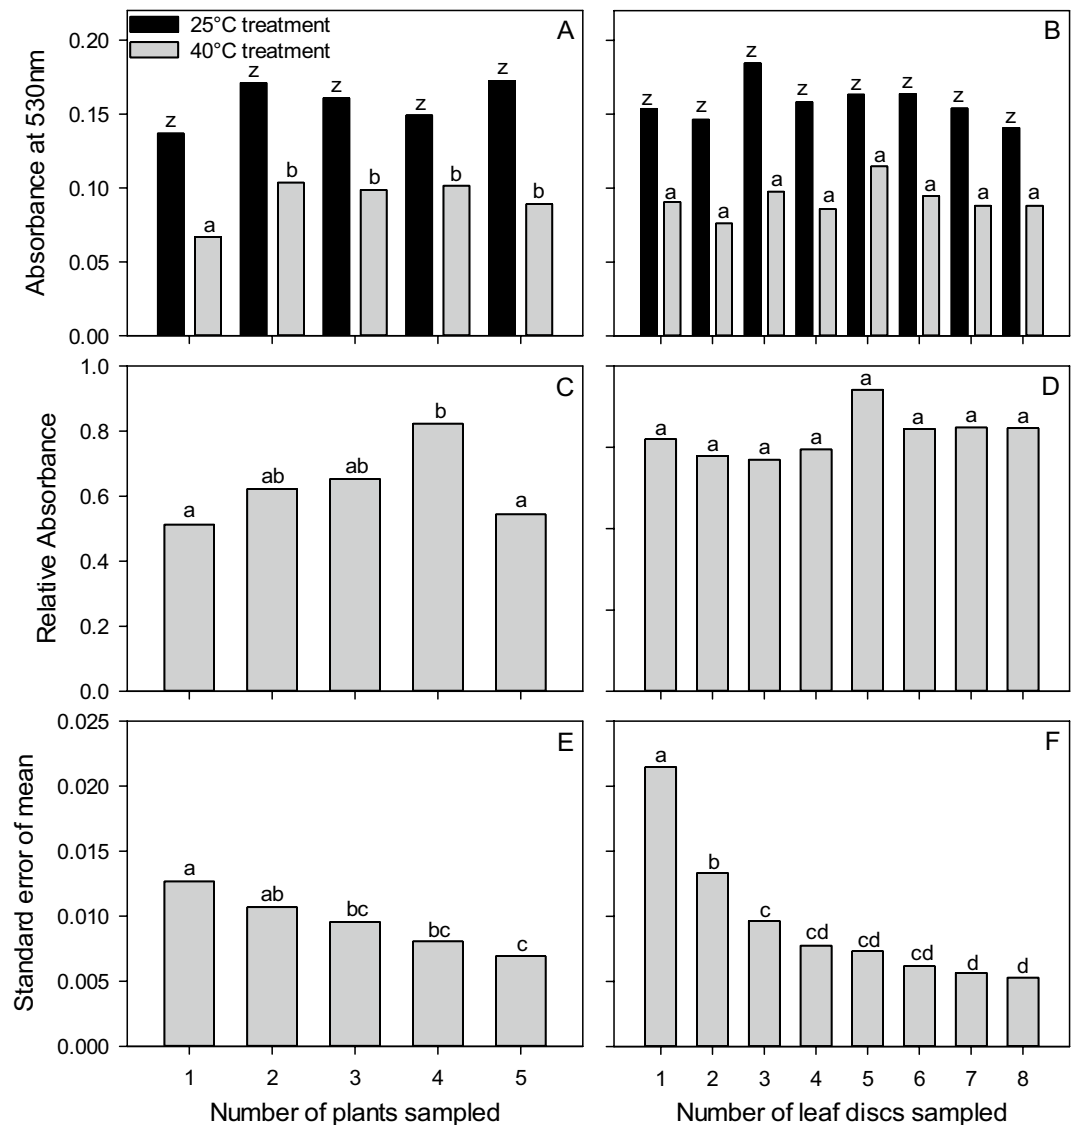 25°C treatment
40°C treatment
A
B
Absorbance at 530nm
0.20
0.15
0.10
0.05
0.00
z z z z z
a b b b b
z z z z z z z z
a a a a a a a a
C
D
Relative Absorbance
1.0
0.8
0.6
0.4
0.2
0.0
a ab ab b a
a a a a a a a a
E
F
Standard error of mean
0.025
0.020
0.015
0.010
0.005
0.000
a ab bc bc c
a b c cd cd cd d d
1 2 3 4 5
1 2 3 4 5 6 7 8
Number of plants sampled
Number of leaf discs sampled